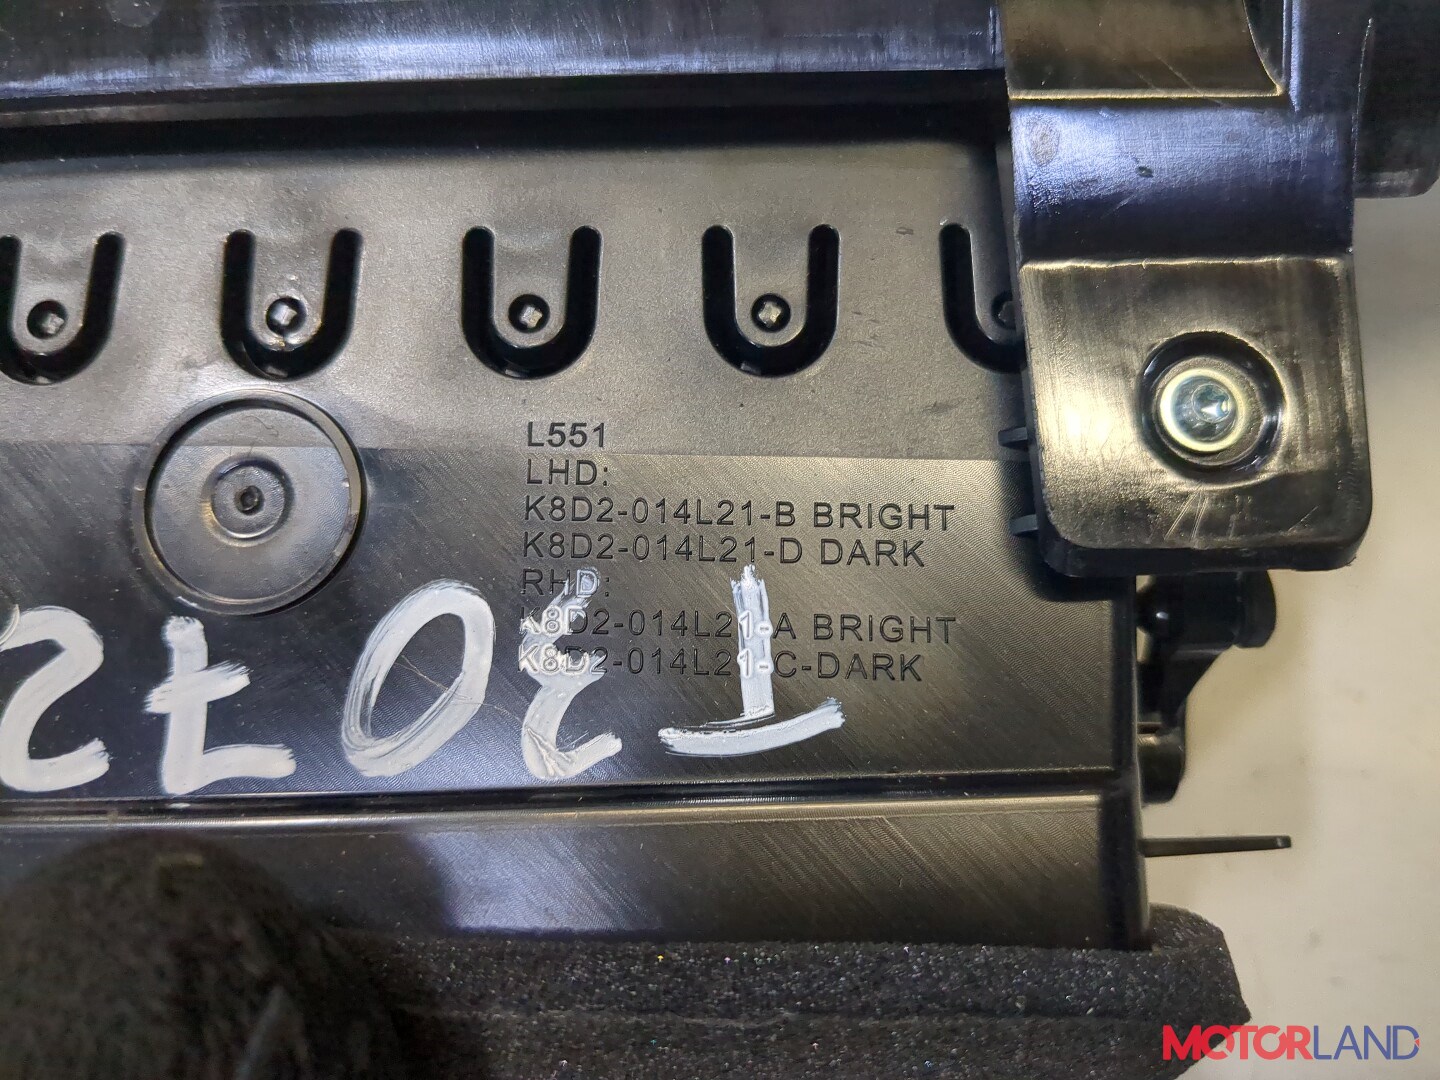 L551
LHD:
K8D2-014L21-B BRIGHT
K8D2-014L21-D DARK
RHD:
K8D2-014L21-A BRIGHT
K8D2-014L21-C-DARK
MOTORLAND